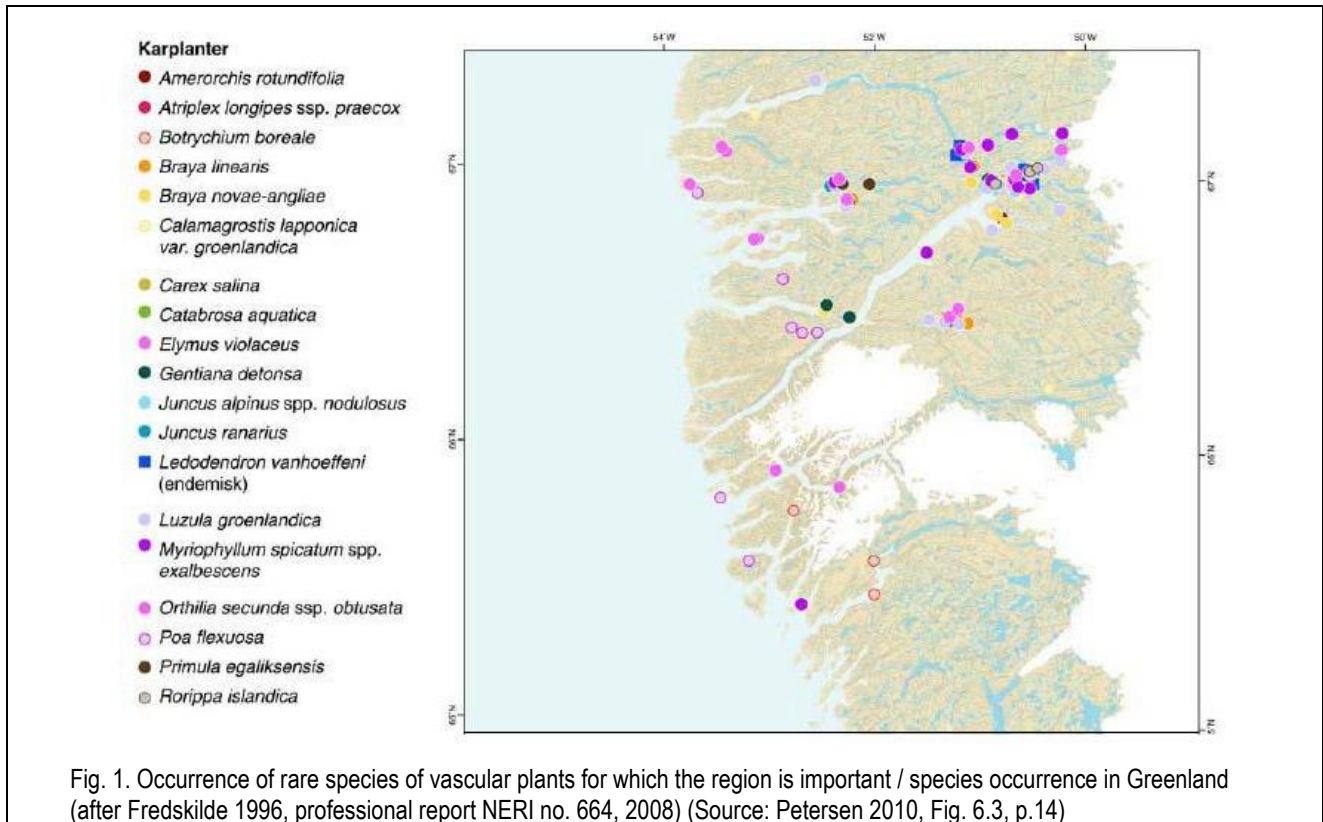 54°W 52°W 50°W
Karplanter
Amerorchis rotundifolia
Atriplex longipes ssp. praecox
Botrychium boreale
Braya linearis
Braya novae-angliae
Calamagrostis lapponica
var. groenlandica
Carex salina
Catabrosa aquatica
Elymus violaceus
Gentiana detonsa
Juncus alpinus spp. nodulosus
Juncus ranarius
Ledodendron vanhoeffeni
(endemisk)
Luzula groenlandica
Myriophyllum spicatum spp.
exalbescens
Orthilia secunda ssp. obtusata
Poa flexuosa
Primula egaliksensis
Rorippa islandica
67°N 67°N
66°N
65°N
Fig. 1. Occurrence of rare species of vascular plants for which the region is important / species occurrence in Greenland
(after Fredskilde 1996, professional report NERI no. 664, 2008) (Source: Petersen 2010, Fig. 6.3, p.14)